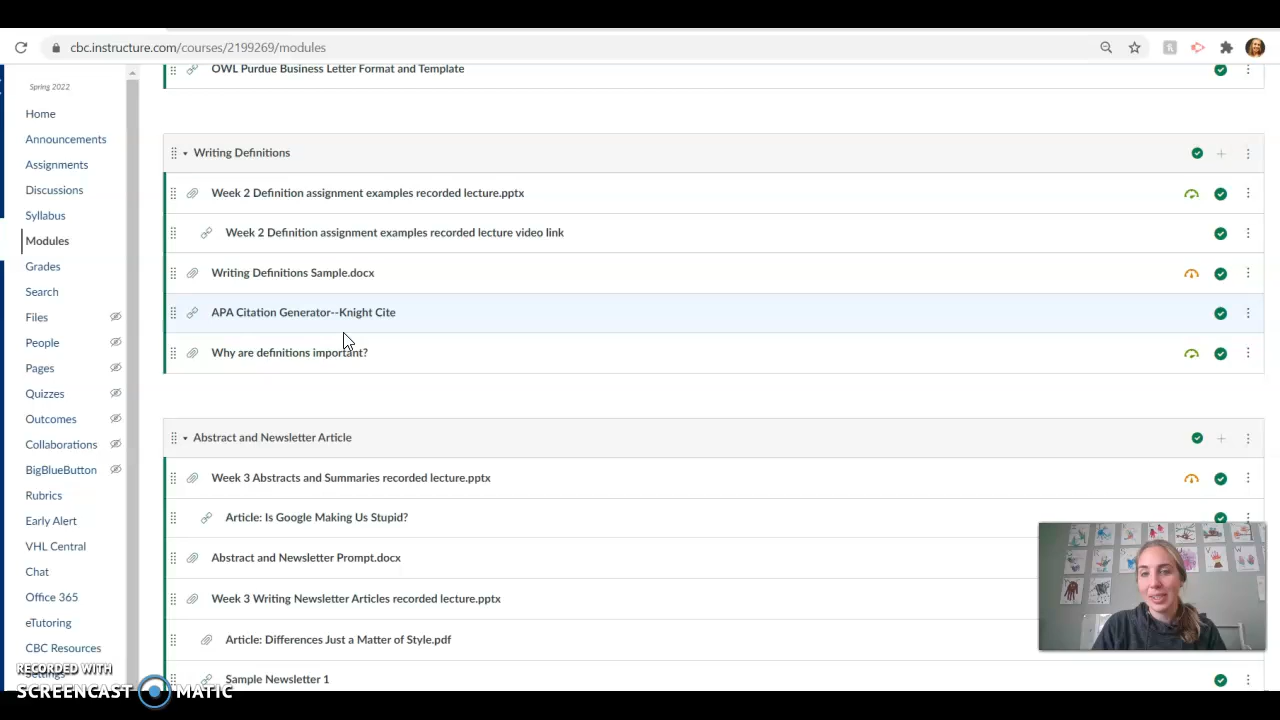 cbc.instructure.com/courses/2199269/modules
OWL Purdue Business Letter Format and Template
Spring 2022
Home
Announcements
Assignments
Discussions
Syllabus
Modules
Grades
Search
Files
People
Pages
Quizzes
Outcomes
Collaborations
BigBlueButton
Rubrics
Early Alert
VHL Central
Chat
Office 365
eTutoring
CBC Resources
Settings
Writing Definitions
Week 2 Definition assignment examples recorded lecture.pptx
Week 2 Definition assignment examples recorded lecture video link
Writing Definitions Sample.docx
APA Citation Generator--Knight Cite
Why are definitions important?
Abstract and Newsletter Article
Week 3 Abstracts and Summaries recorded lecture.pptx
Article: Is Google Making Us Stupid?
Abstract and Newsletter Prompt.docx
Week 3 Writing Newsletter Articles recorded lecture.pptx
Article: Differences Just a Matter of Style.pdf
Sample Newsletter 1
RECORDED WITH
SCREENCAST MATIC